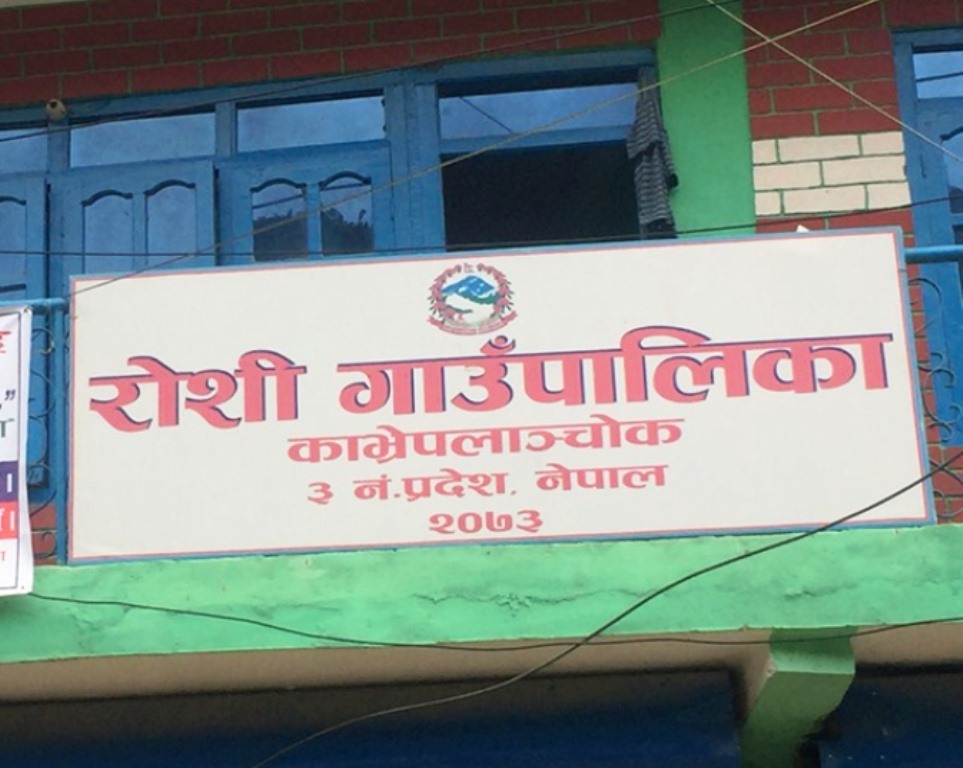 रोशी गाउँपालिका
काभ्रेपलाञ्चोक
३ नं.प्रदेश, नेपाल
२०७३